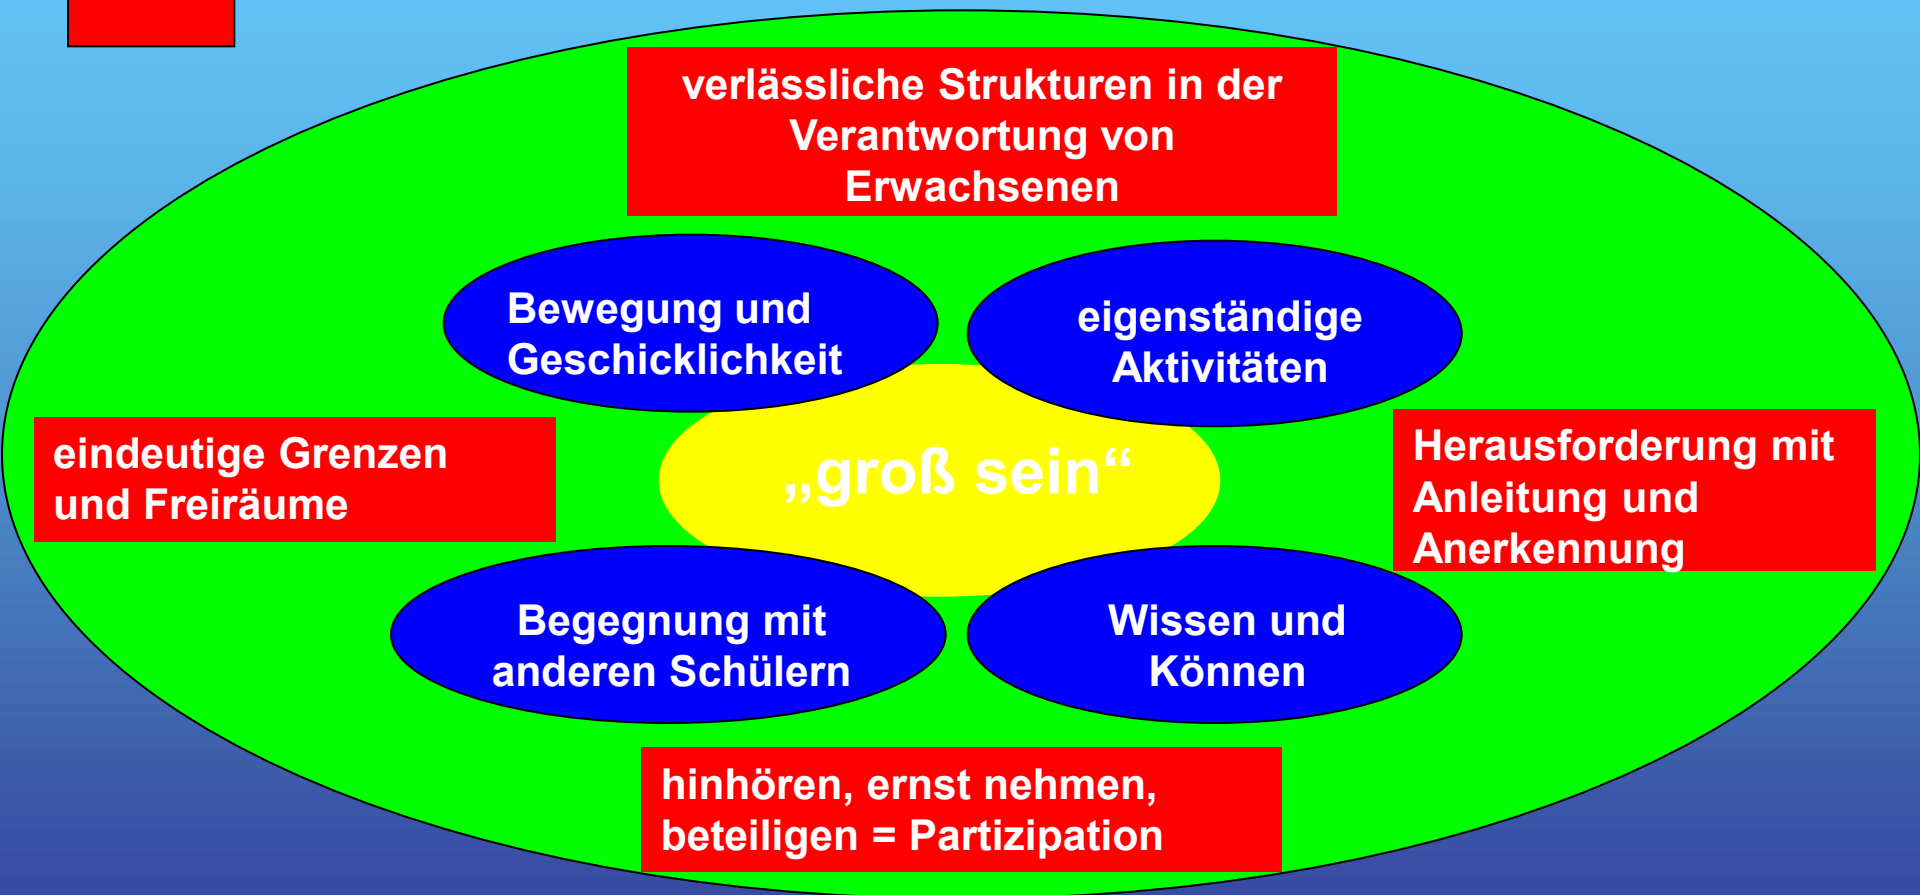 verlässliche Strukturen in der
Verantwortung von
Erwachsenen
Bewegung und
Geschicklichkeit
eigenständige
Aktivitäten
eindeutige Grenzen
und Freiräume
„groß sein“
Herausforderung mit
Anleitung und
Anerkennung
Begegnung mit
anderen Schülern
Wissen und
Können
hinhören, ernst nehmen,
beteiligen = Partizipation